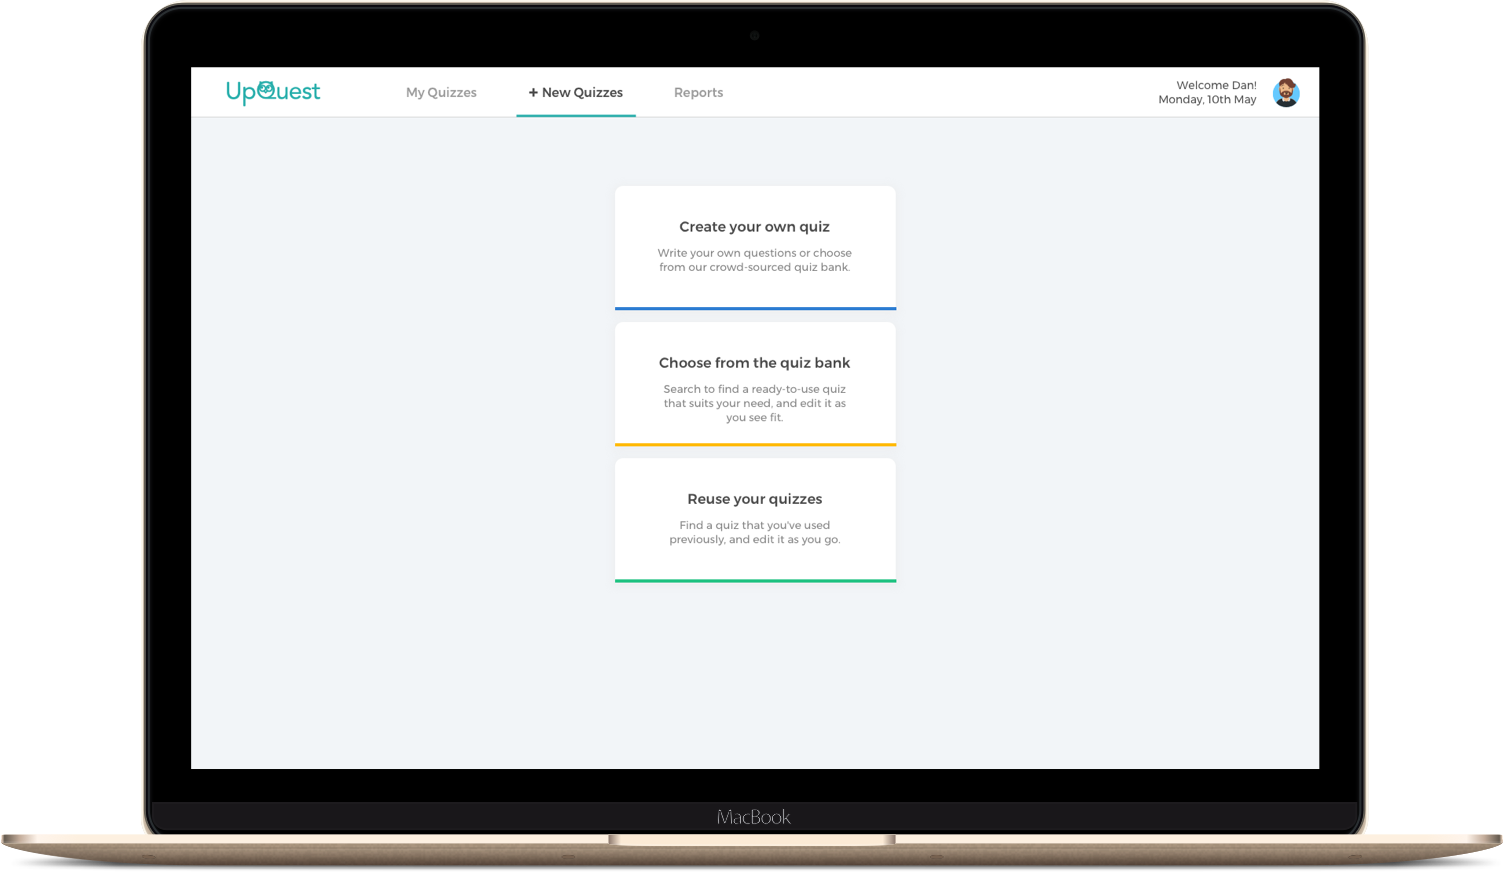 UpQuest
My Quizzes
+ New Quizzes
Reports
Welcome Dan!
Monday, 10th May
Create your own quiz
Write your own questions or choose
from our crowd-sourced quiz bank.
Choose from the quiz bank
Search to find a ready-to-use quiz
that suits your need, and edit it as
you see fit.
Reuse your quizzes
Find a quiz that you've used
previously, and edit it as you go.
MacBook